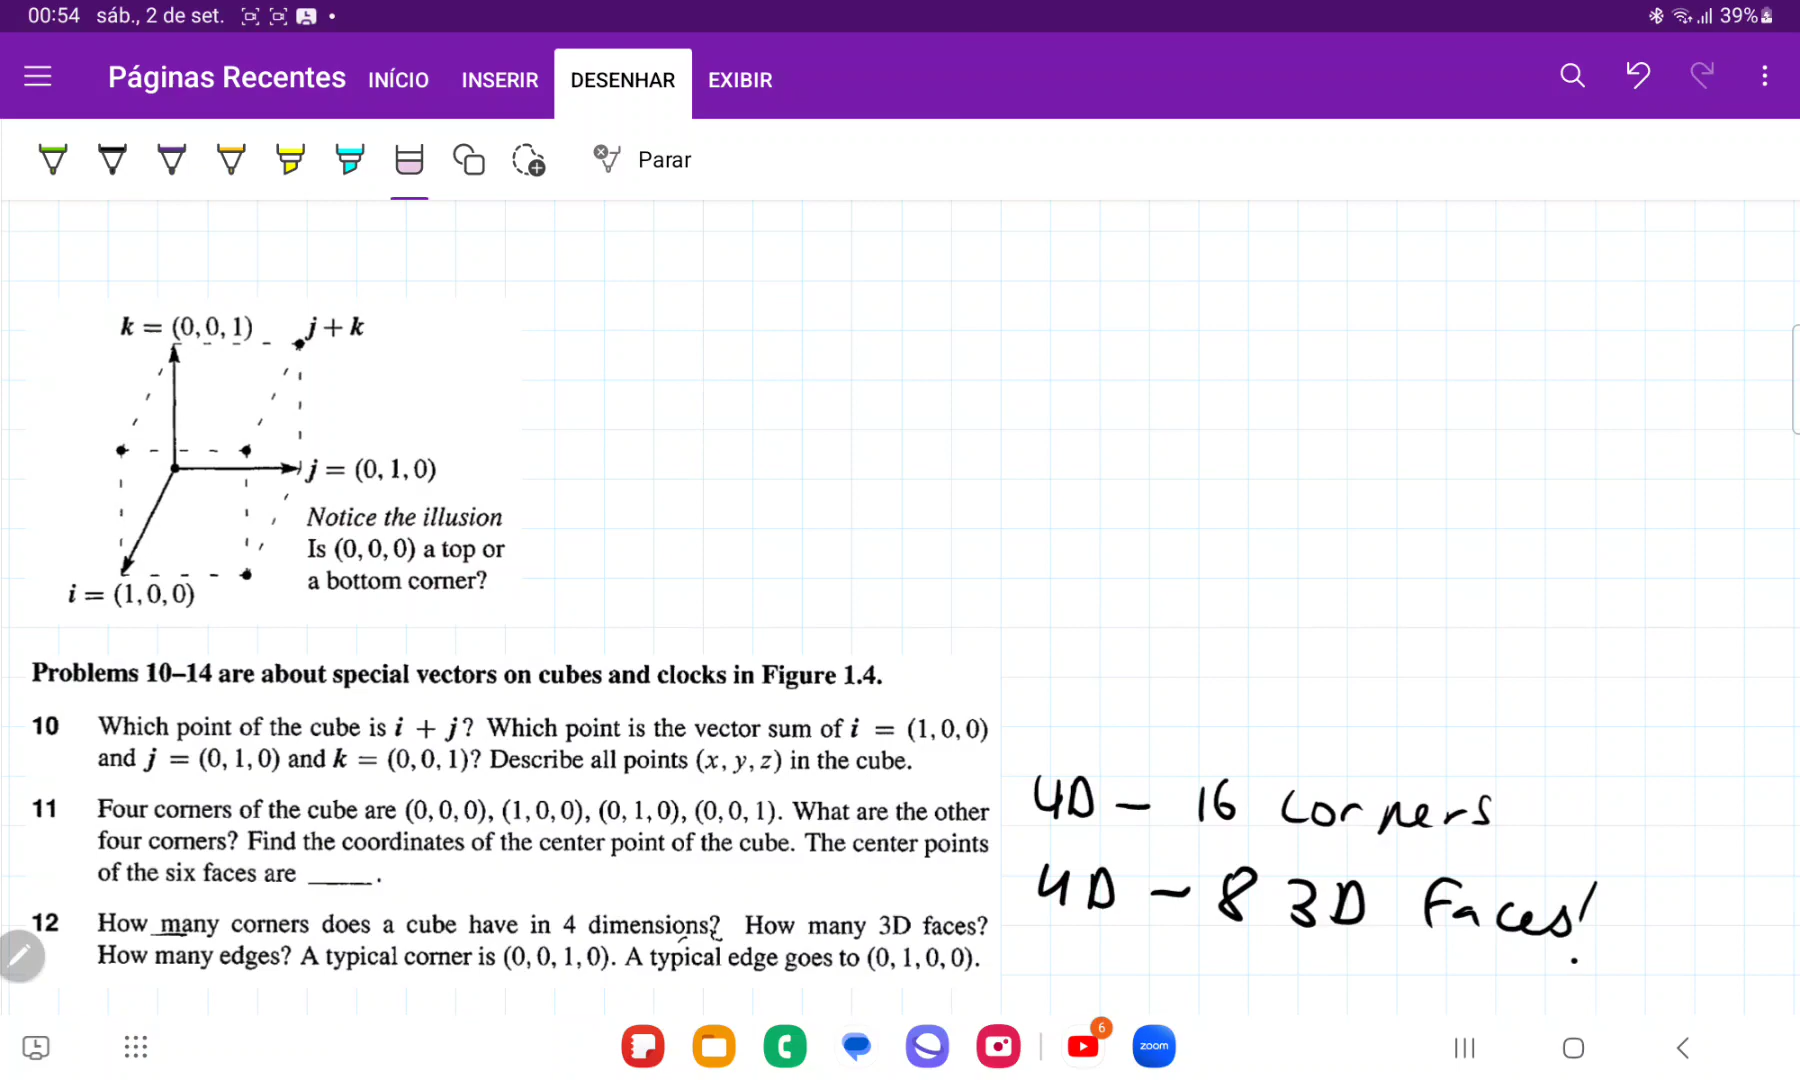 00:54 sáb., 2 de set. •
39%
Páginas Recentes INÍCIO INSERIR DESENHAR EXIBIR
Parar
k = (0, 0, 1) j + k
j = (0, 1, 0)
Notice the illusion
Is (0, 0, 0) a top or
a bottom corner?
i = (1, 0, 0)
Problems 10–14 are about special vectors on cubes and clocks in Figure 1.4.
10 Which point of the cube is i + j? Which point is the vector sum of i = (1, 0, 0)
and j = (0, 1, 0) and k = (0, 0, 1)? Describe all points (x, y, z) in the cube.
11 Four corners of the cube are (0, 0, 0), (1, 0, 0), (0, 1, 0), (0, 0, 1). What are the other
four corners? Find the coordinates of the center point of the cube. The center points
of the six faces are ____.
12 How many corners does a cube have in 4 dimensions? How many 3D faces?
How many edges? A typical corner is (0, 0, 1, 0). A typical edge goes to (0, 1, 0, 0).
4D – 16 corners
4D – 8 3D Faces!
6
zoom